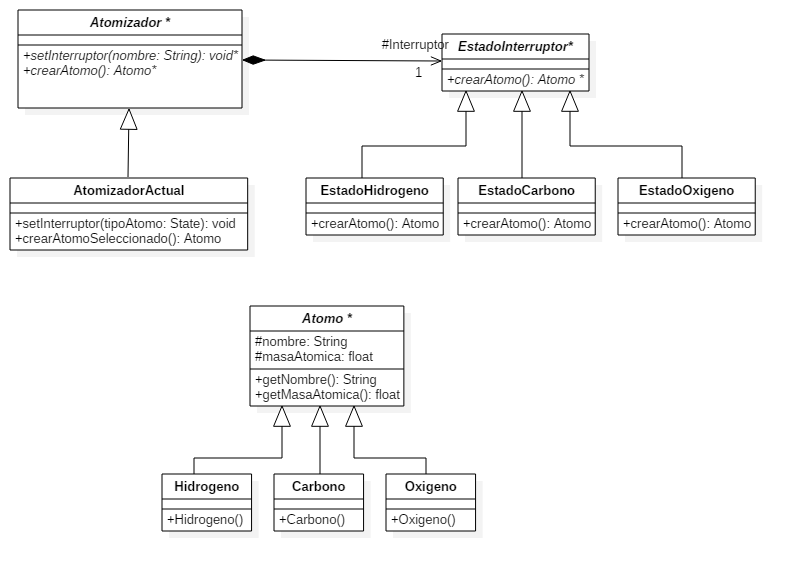 Atomizador *
+setInterruptor(nombre: String): void*
+crearAtomo(): Atomo*
#Interruptor
1
EstadoInterruptor*
+crearAtomo(): Atomo *
AtomizadorActual
+setInterruptor(tipoAtomo: State): void
+crearAtomoSeleccionado(): Atomo
EstadoHidrogeno
+crearAtomo(): Atomo
EstadoCarbono
+crearAtomo(): Atomo
EstadoOxigeno
+crearAtomo(): Atomo
Atomo *
#nombre: String
#masaAtomica: float
+getNombre(): String
+getMasaAtomica(): float
Hidrogeno
+Hidrogeno()
Carbono
+Carbono()
Oxigeno
+Oxigeno()